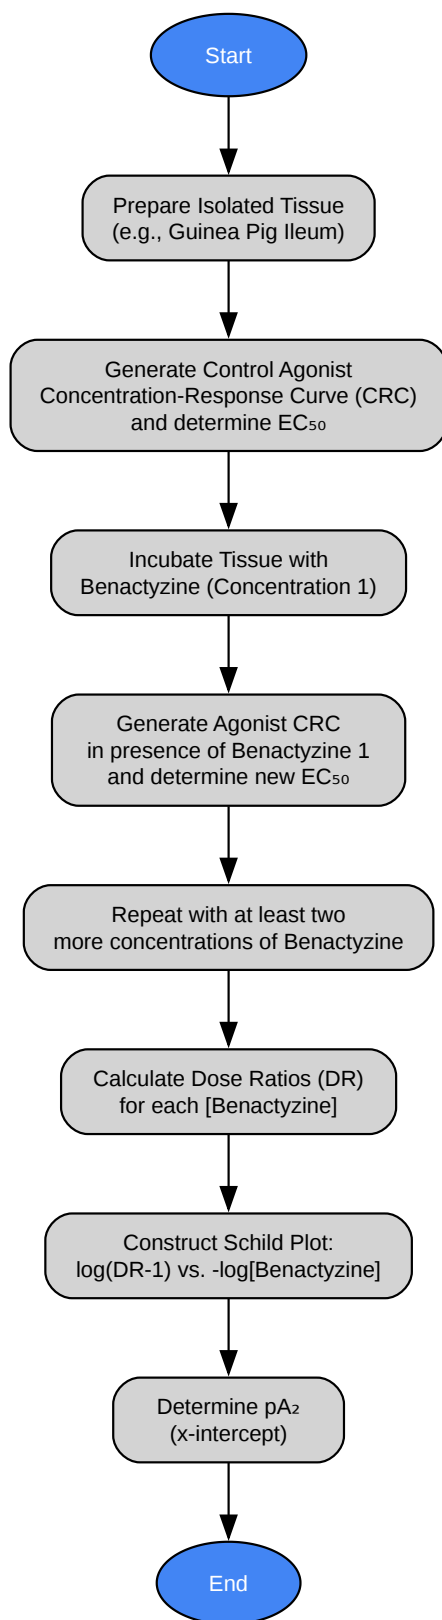 Start
Prepare Isolated Tissue
(e.g., Guinea Pig Ileum)
Generate Control Agonist
Concentration-Response Curve (CRC)
and determine EC₅₀
Incubate Tissue with
Benactyzine (Concentration 1)
Generate Agonist CRC
in presence of Benactyzine 1
and determine new EC₅₀
Repeat with at least two
more concentrations of Benactyzine
Calculate Dose Ratios (DR)
for each [Benactyzine]
Construct Schild Plot:
log(DR-1) vs. -log[Benactyzine]
Determine pA₂
(x-intercept)
End